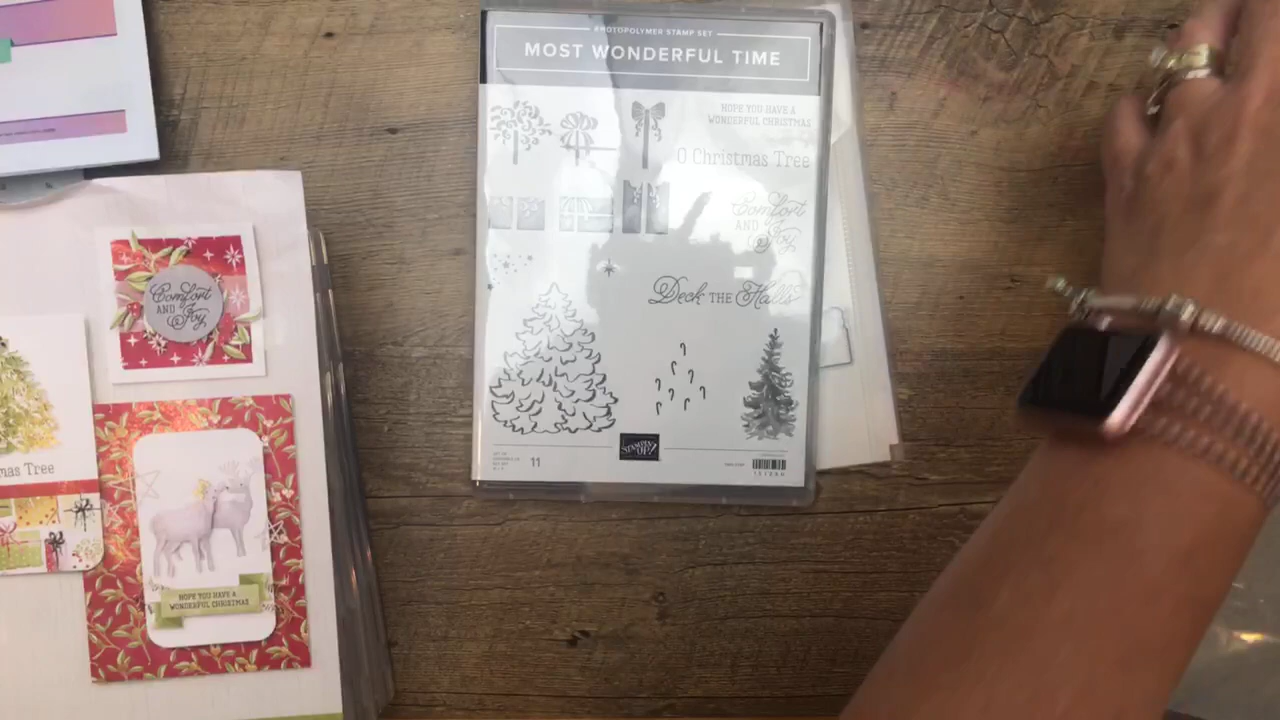 PHOTOPOLYMER STAMP SET
MOST WONDERFUL TIME
HOPE YOU HAVE A
WONDERFUL CHRISTMAS
O Christmas Tree
Comfort
AND
Joy
Deck THE Halls
STAMPIN' UP!
11
Comfort
AND
Joy
mas Tree
HOPE YOU HAVE A
WONDERFUL CHRISTMAS